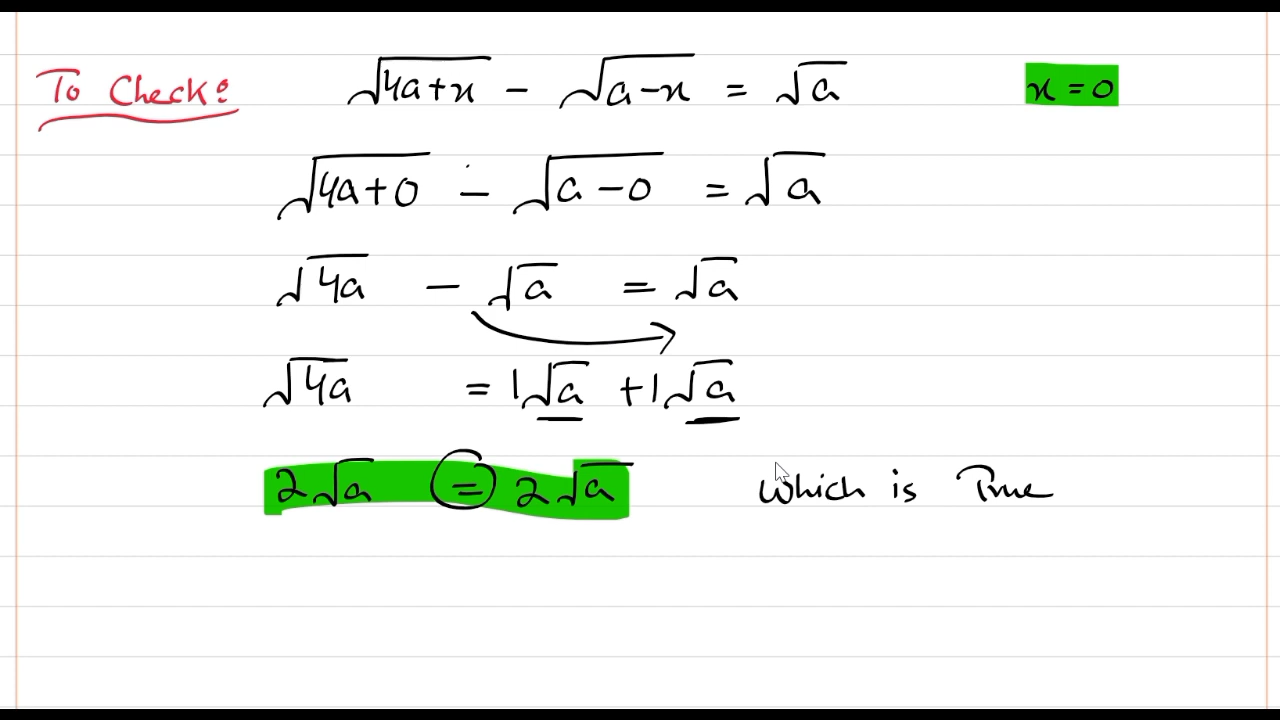 To Check: √(4a+x) - √(a-x) = √a x = 0
√(4a+0) - √(a-0) = √a
√4a - √a = √a
√4a = 1√a + 1√a
2√a = 2√a which is True